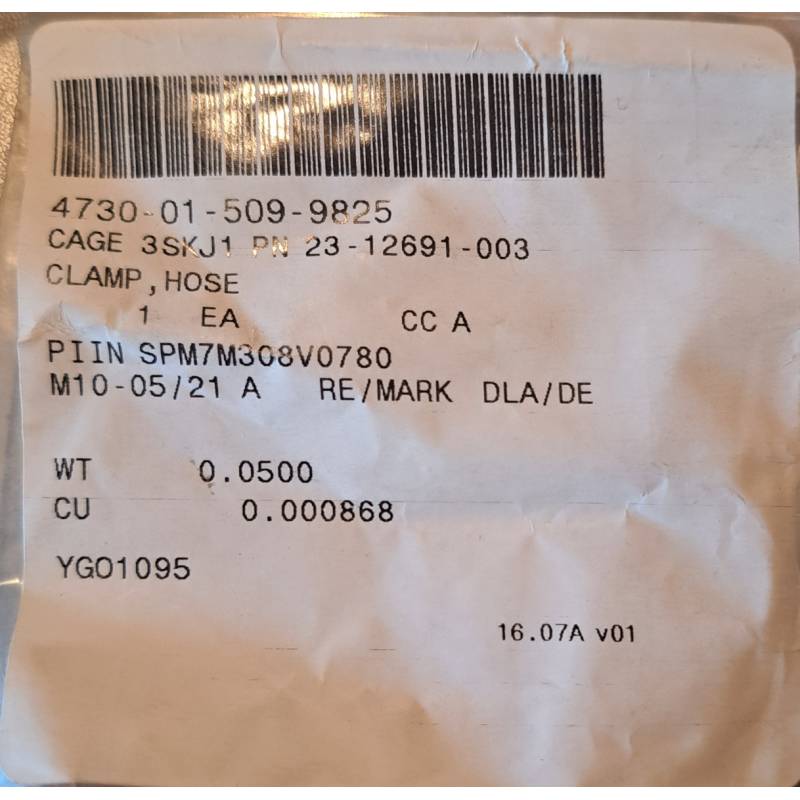 4730-01-509-9825
CAGE 3SKJ1 PN 23-12691-003
CLAMP,HOSE
1 EA CC A
PIIN SPM7M308V0780
M10-05/21 A RE/MARK DLA/DE
WT 0.0500
CU 0.000868
YGO1095
16.07A v01